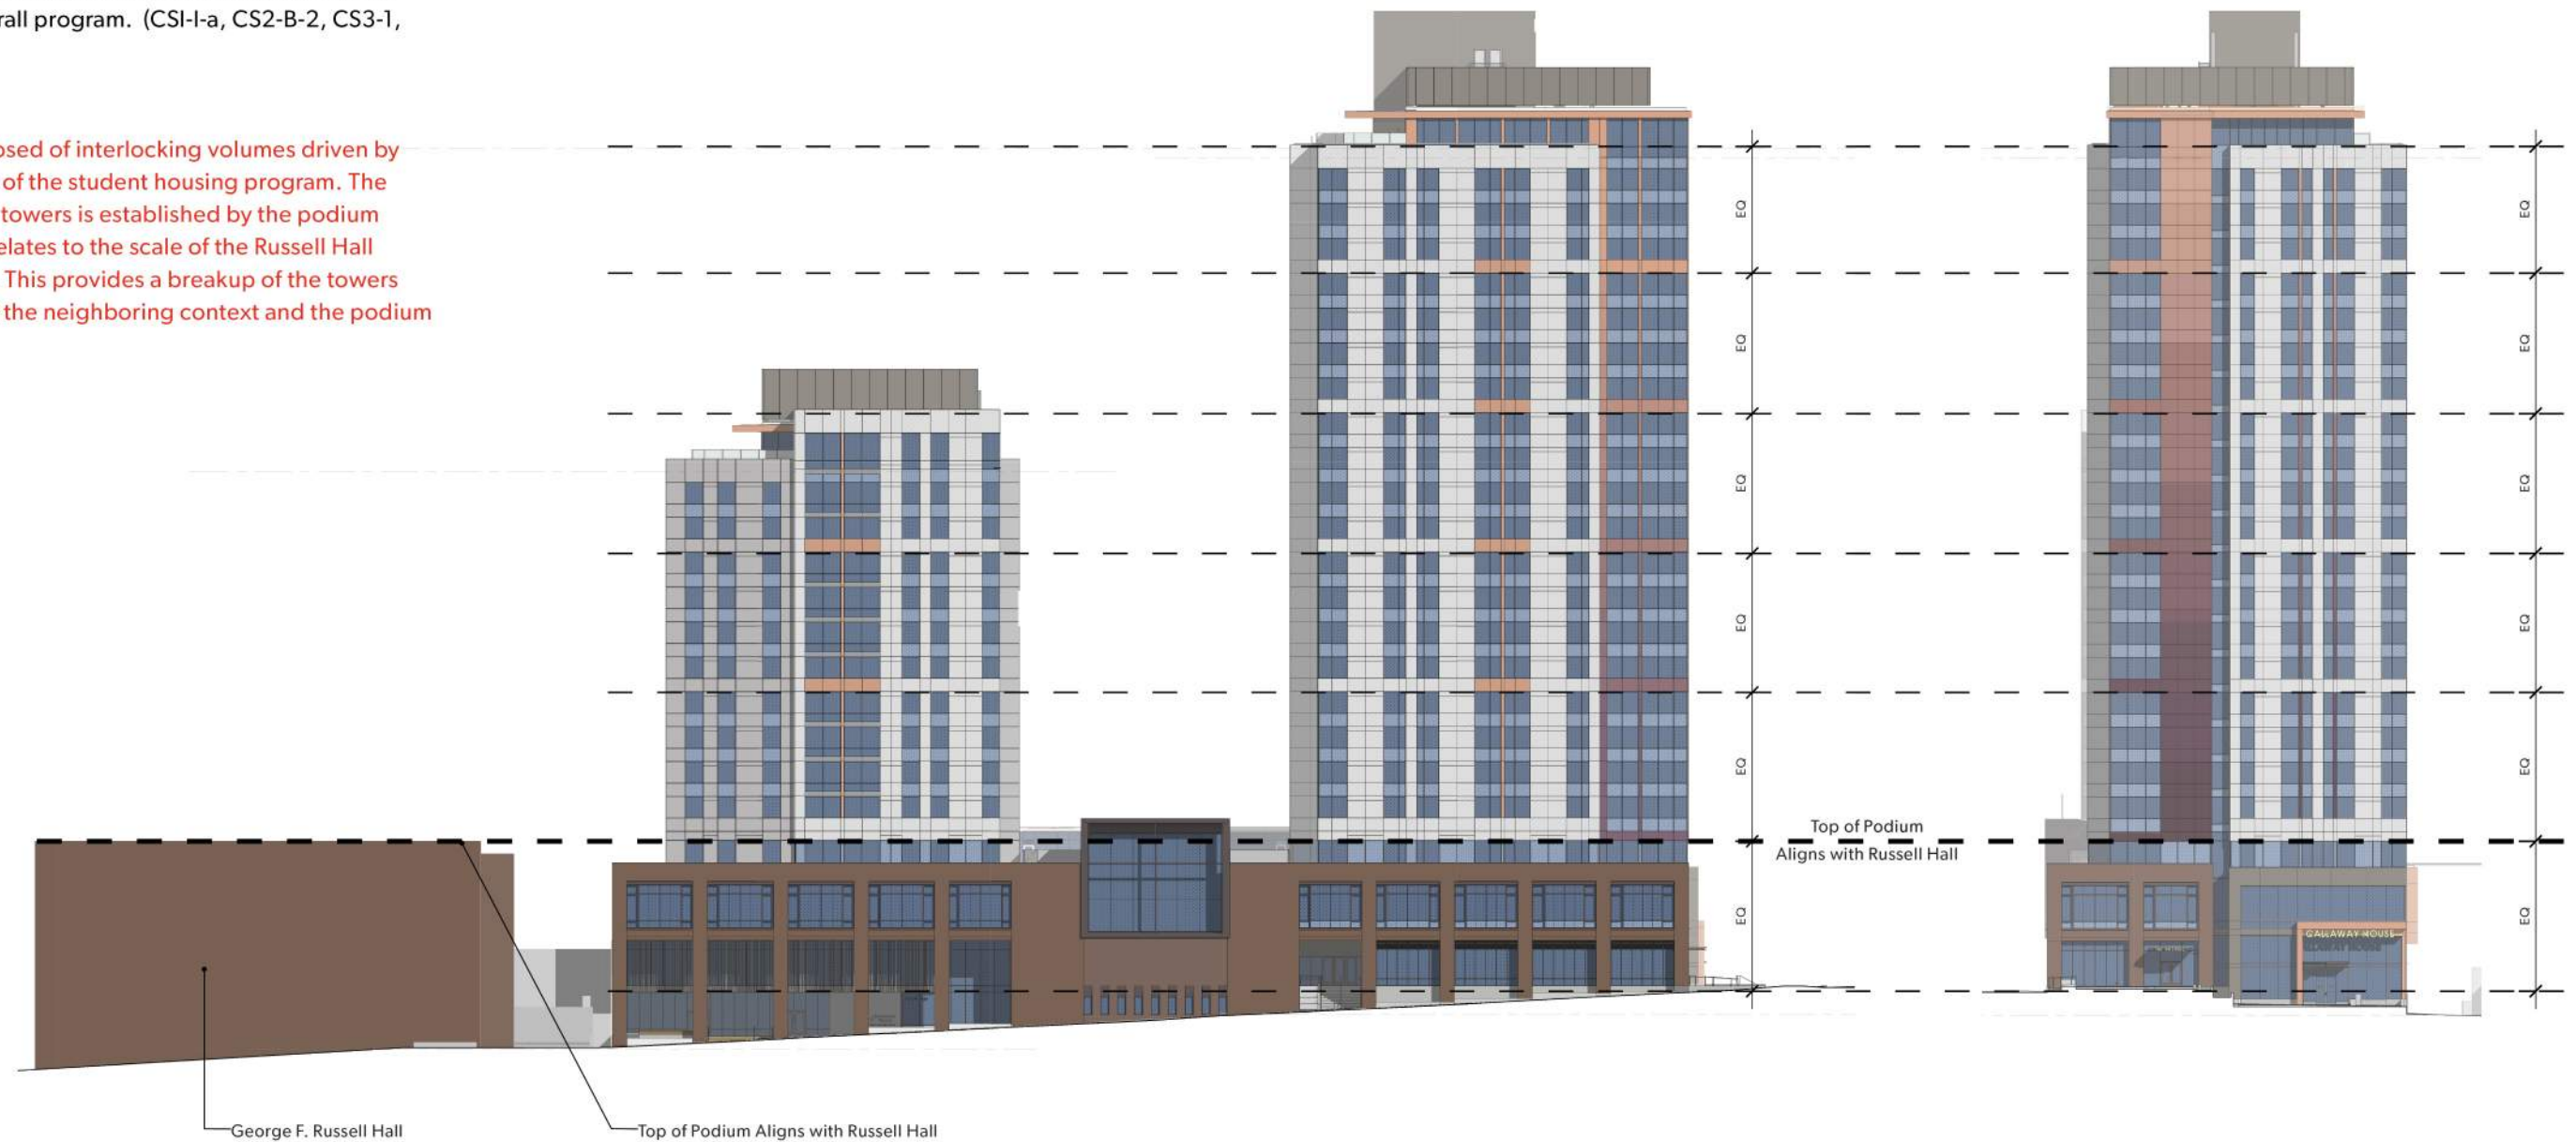 rall program. (CSI-I-a, CS2-B-2, CS3-1,
osed of interlocking volumes driven by
of the student housing program. The
towers is established by the podium
elates to the scale of the Russell Hall
This provides a breakup of the towers
the neighboring context and the podium
EQ
EQ
EQ
EQ
EQ
EQ
EQ
EQ
EQ
EQ
EQ
EQ
Top of Podium
Aligns with Russell Hall
GALLAWAY HOUSE
George F. Russell Hall
Top of Podium Aligns with Russell Hall